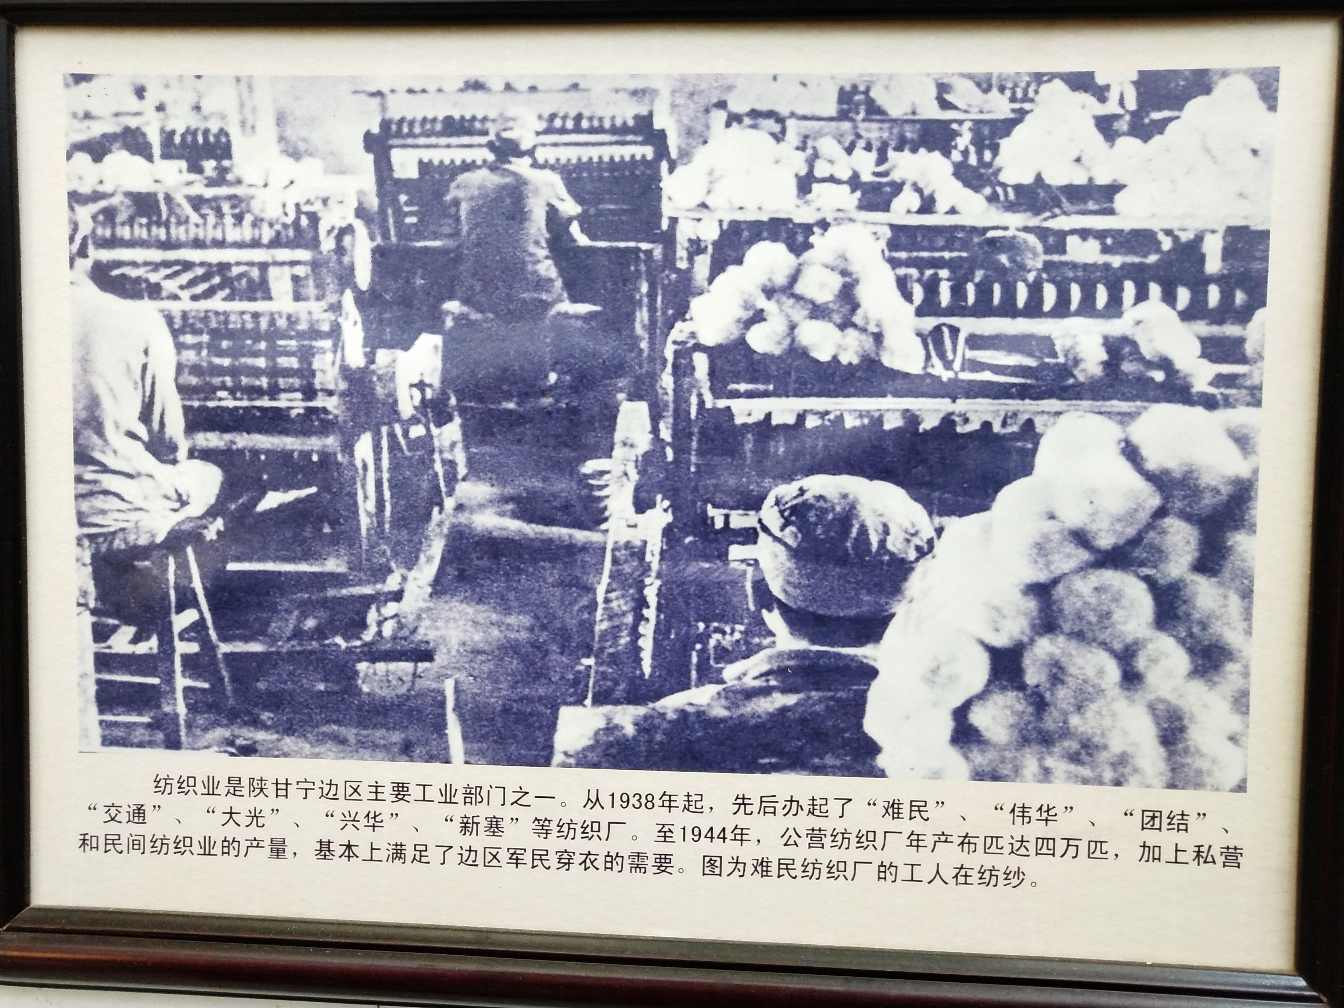 纺织业是陕甘宁边区主要工业部门之一。从1938年起，先后办起了“难民”、“伟华”、“团结”、
“交通”、“大光”、“兴华”、“新塞”等纺织厂。至1944年，公营纺织厂年产布匹达四万匹，加上私营
和民间纺织业的产量，基本上满足了边区军民穿衣的需要。图为难民纺织厂的工人在纺纱。